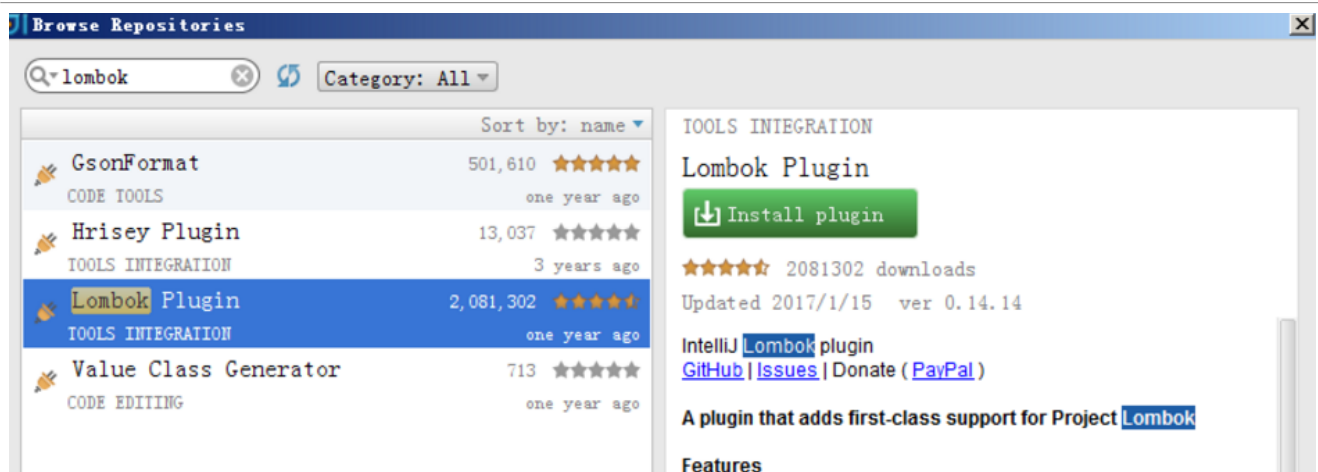 Browse Repositories
lombok
Category: All
Sort by: name
GsonFormat 501,610
CODE TOOLS one year ago
Hrisey Plugin 13,037
TOOLS INTEGRATION 3 years ago
Lombok Plugin 2,081,302
TOOLS INTEGRATION one year ago
Value Class Generator 713
CODE EDITING one year ago
TOOLS INTEGRATION
Lombok Plugin
Install plugin
2081302 downloads
Updated 2017/1/15 ver 0.14.14
IntelliJ Lombok plugin
GitHub | Issues | Donate ( PayPal )
A plugin that adds first-class support for Project Lombok
Features